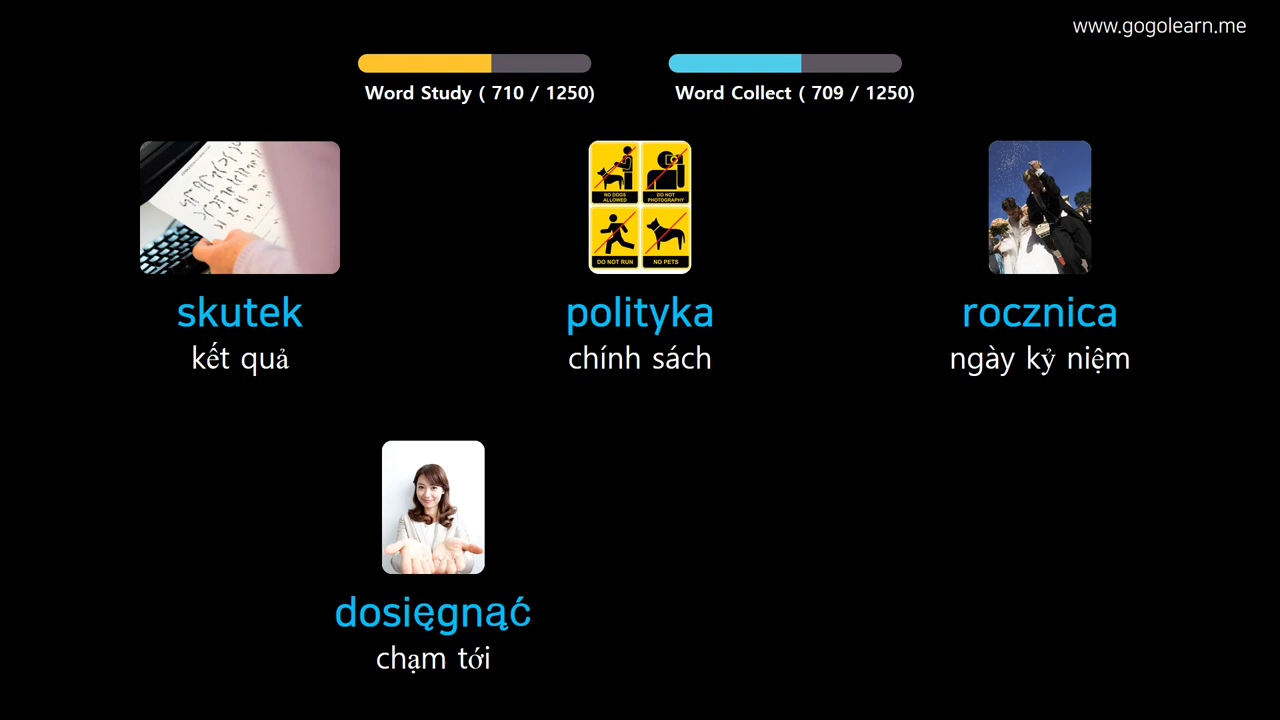 www.gogolearn.me
Word Study ( 710 / 1250)
Word Collect ( 709 / 1250)
NO DOGS
ALLOWED
DO NOT
PHOTOGRAPHY
DO NOT RUN
NO PETS
skutek
polityka
rocznica
kết quả
chính sách
ngày kỷ niệm
dosięgnąć
chạm tới